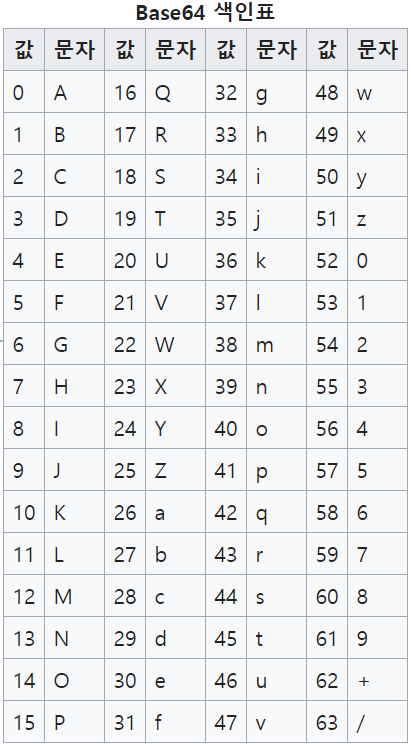 Base64 색인표
값 문자 값 문자 값 문자 값 문자
0 A 16 Q 32 g 48 w
1 B 17 R 33 h 49 x
2 C 18 S 34 i 50 y
3 D 19 T 35 j 51 z
4 E 20 U 36 k 52 0
5 F 21 V 37 l 53 1
6 G 22 W 38 m 54 2
7 H 23 X 39 n 55 3
8 I 24 Y 40 o 56 4
9 J 25 Z 41 p 57 5
10 K 26 a 42 q 58 6
11 L 27 b 43 r 59 7
12 M 28 c 44 s 60 8
13 N 29 d 45 t 61 9
14 O 30 e 46 u 62 +
15 P 31 f 47 v 63 /